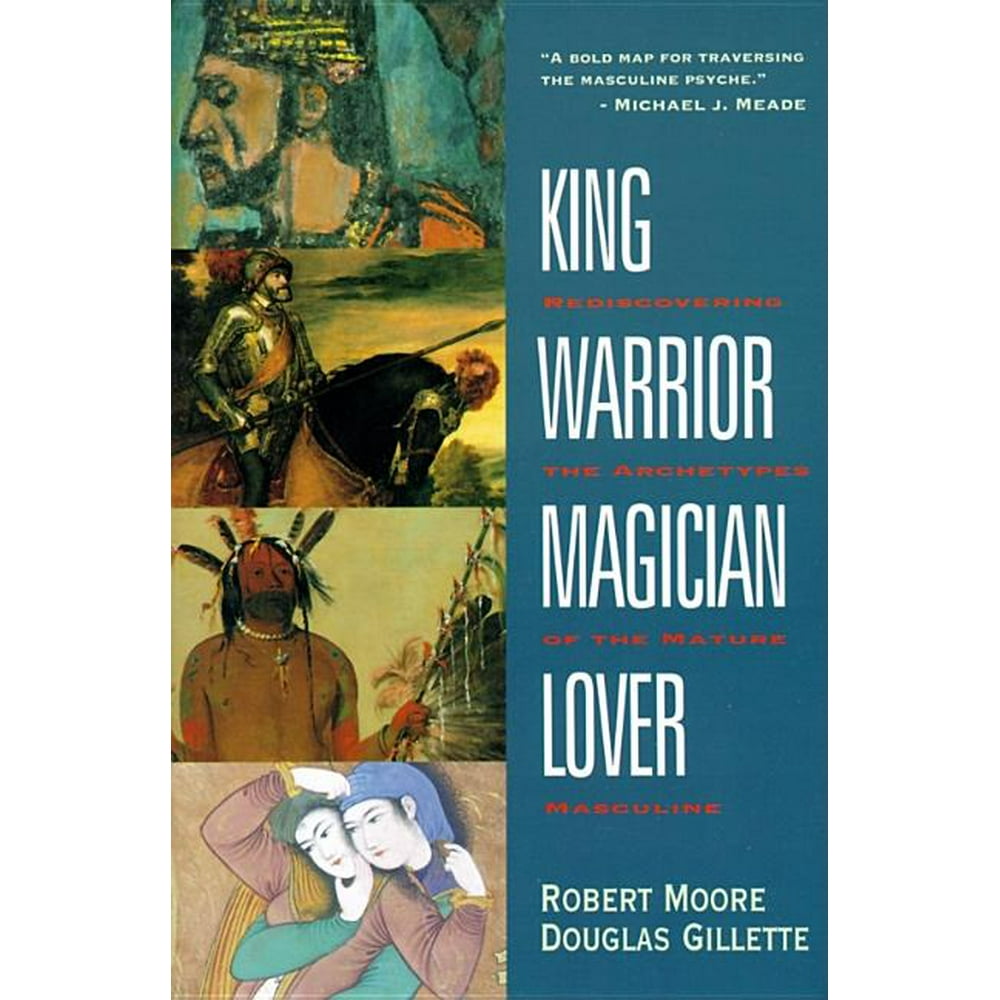 “A BOLD MAP FOR TRAVERSING
THE MASCULINE PSYCHE.”
- MICHAEL J. MEADE
KING
REDISCOVERING
WARRIOR
THE ARCHETYPES
MAGICIAN
OF THE MATURE
LOVER
MASCULINE
ROBERT MOORE
DOUGLAS GILLETTE